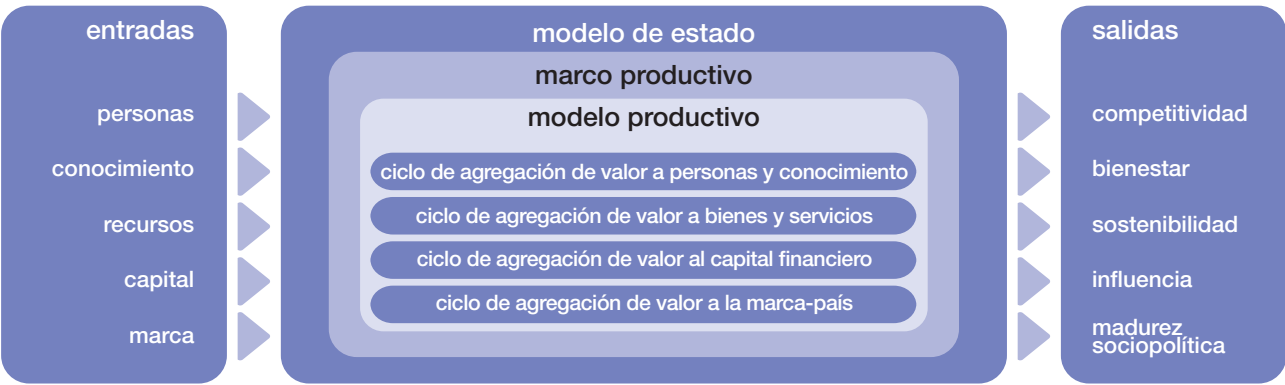 entradas
personas
conocimiento
recursos
capital
marca
modelo de estado
marco productivo
modelo productivo
ciclo de agregación de valor a personas y conocimiento
ciclo de agregación de valor a bienes y servicios
ciclo de agregación de valor al capital financiero
ciclo de agregación de valor a la marca-país
salidas
competitividad
bienestar
sostenibilidad
influencia
madurez
sociopolítica